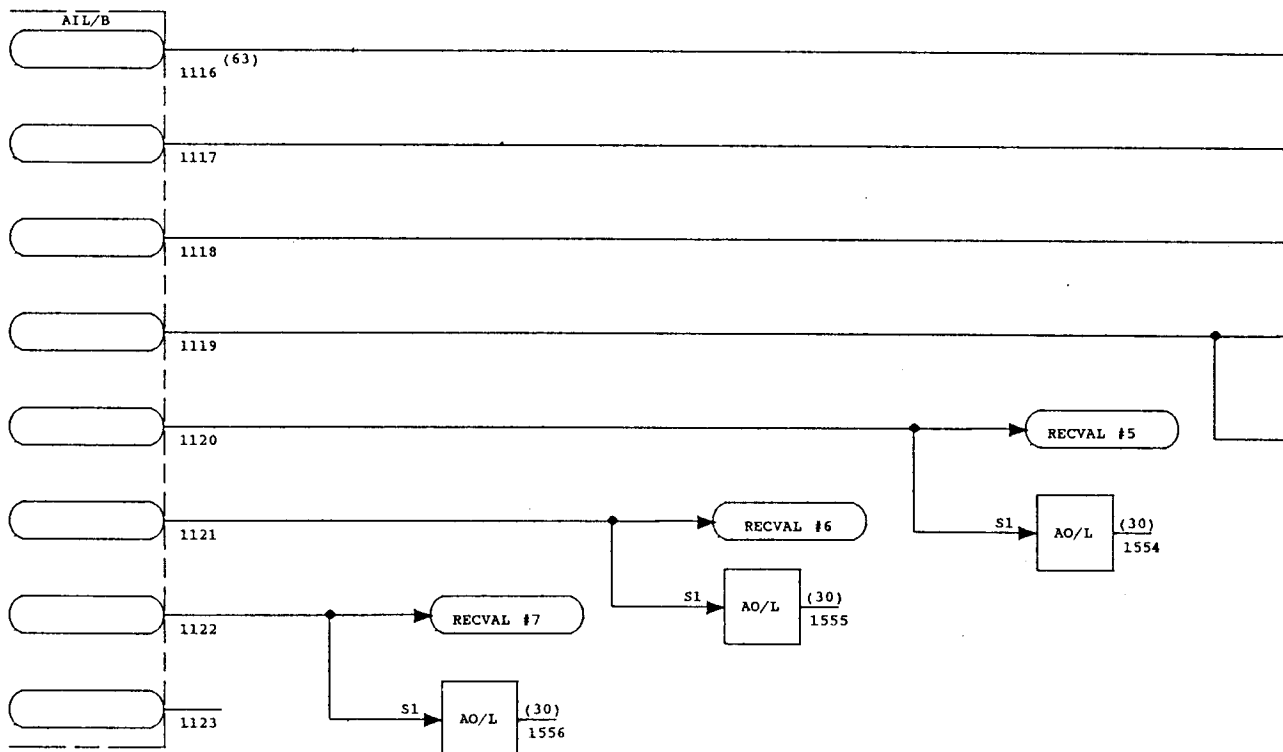 AIL/B
(63)
1116
1117
1118
1119
1120
RECVAL #5
1121
RECVAL #6
S1
AO/L
(30)
1554
1122
RECVAL #7
S1
AO/L
(30)
1555
1123
S1
AO/L
(30)
1556